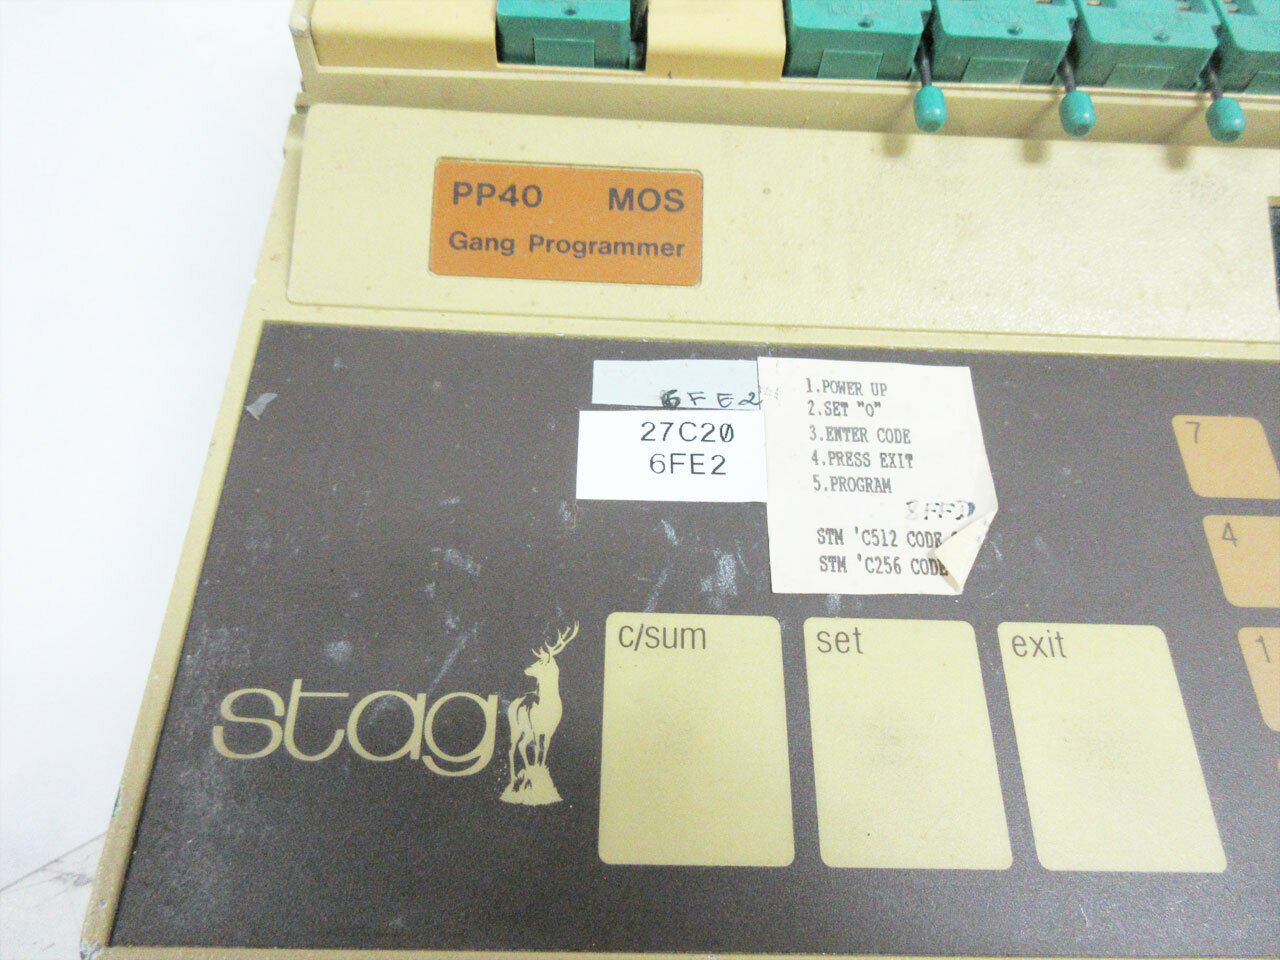 PP40 MOS
Gang Programmer
6FE2
27C20
6FE2
1.POWER UP
2.SET "0"
3.ENTER CODE
4.PRESS EXIT
5.PROGRAM
STM 'C512 CODE
STM 'C256 CODE
7
4
1
c/sum
set
exit
stag